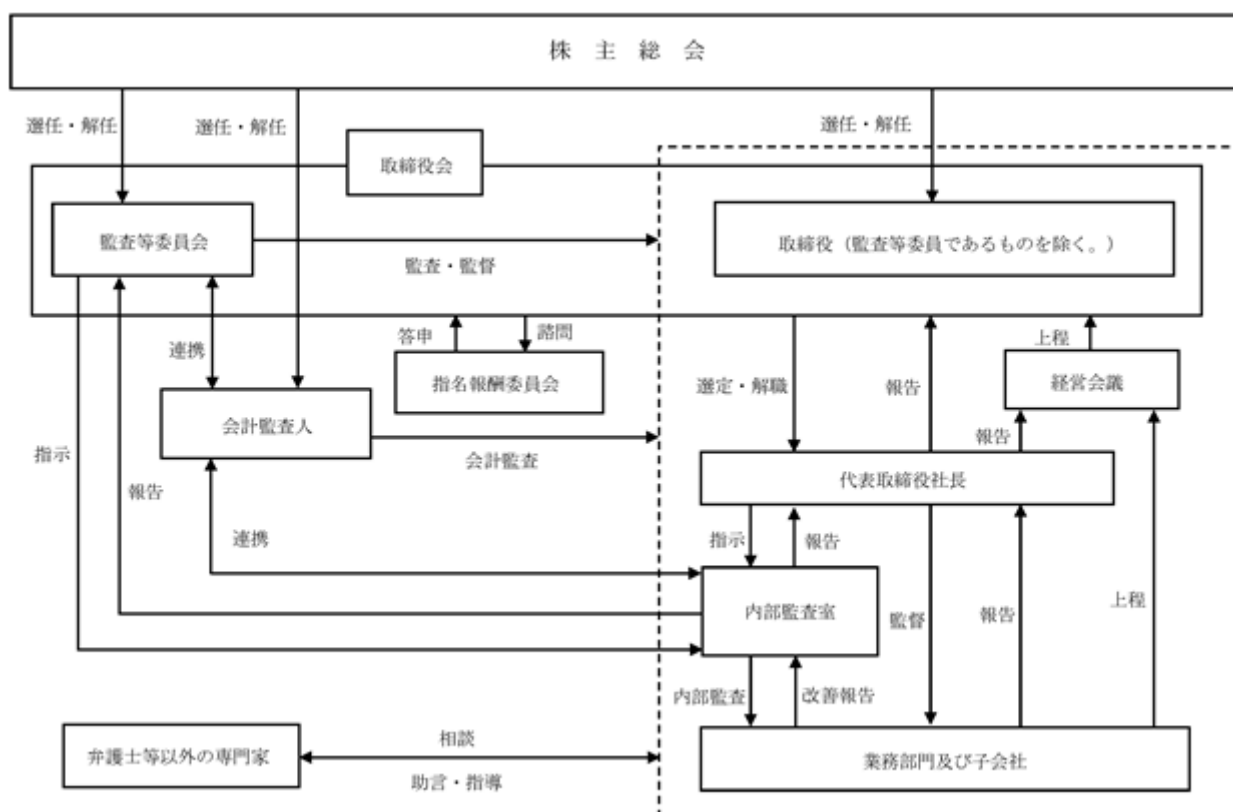 株主総会
選任・解任
選任・解任
選任・解任
取締役会
監査等委員会
取締役（監査等委員であるものを除く。）
監査・監督
連携
答申
諮問
上程
指名報酬委員会
選定・解職
報告
経営会議
会計監査人
指示
会計監査
報告
代表取締役社長
報告
連携
指示
報告
内部監査室
監督
報告
上程
内部監査
改善報告
弁護士等以外の専門家
相談
助言・指導
業務部門及び子会社